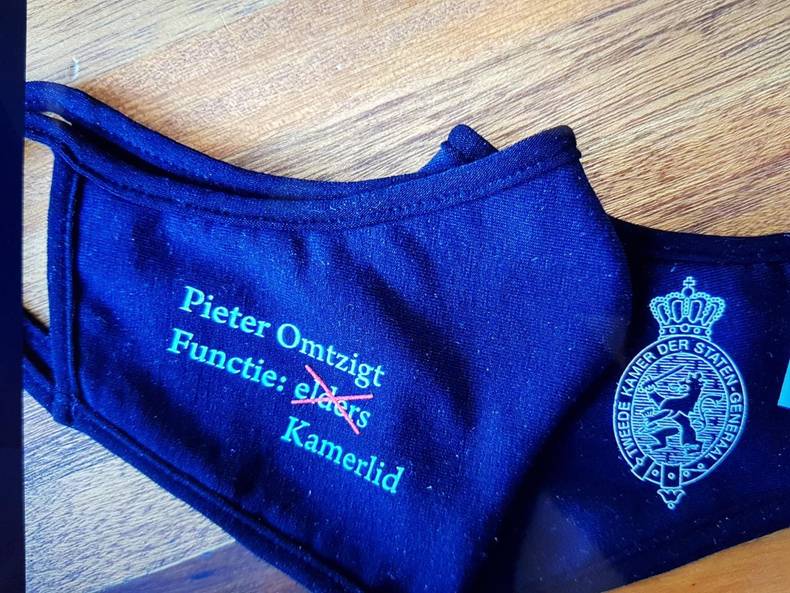 Pieter Omtzigt
Functie: elders
Kamerlid
TWEEDE KAMER DER STATEN-GENERAAL